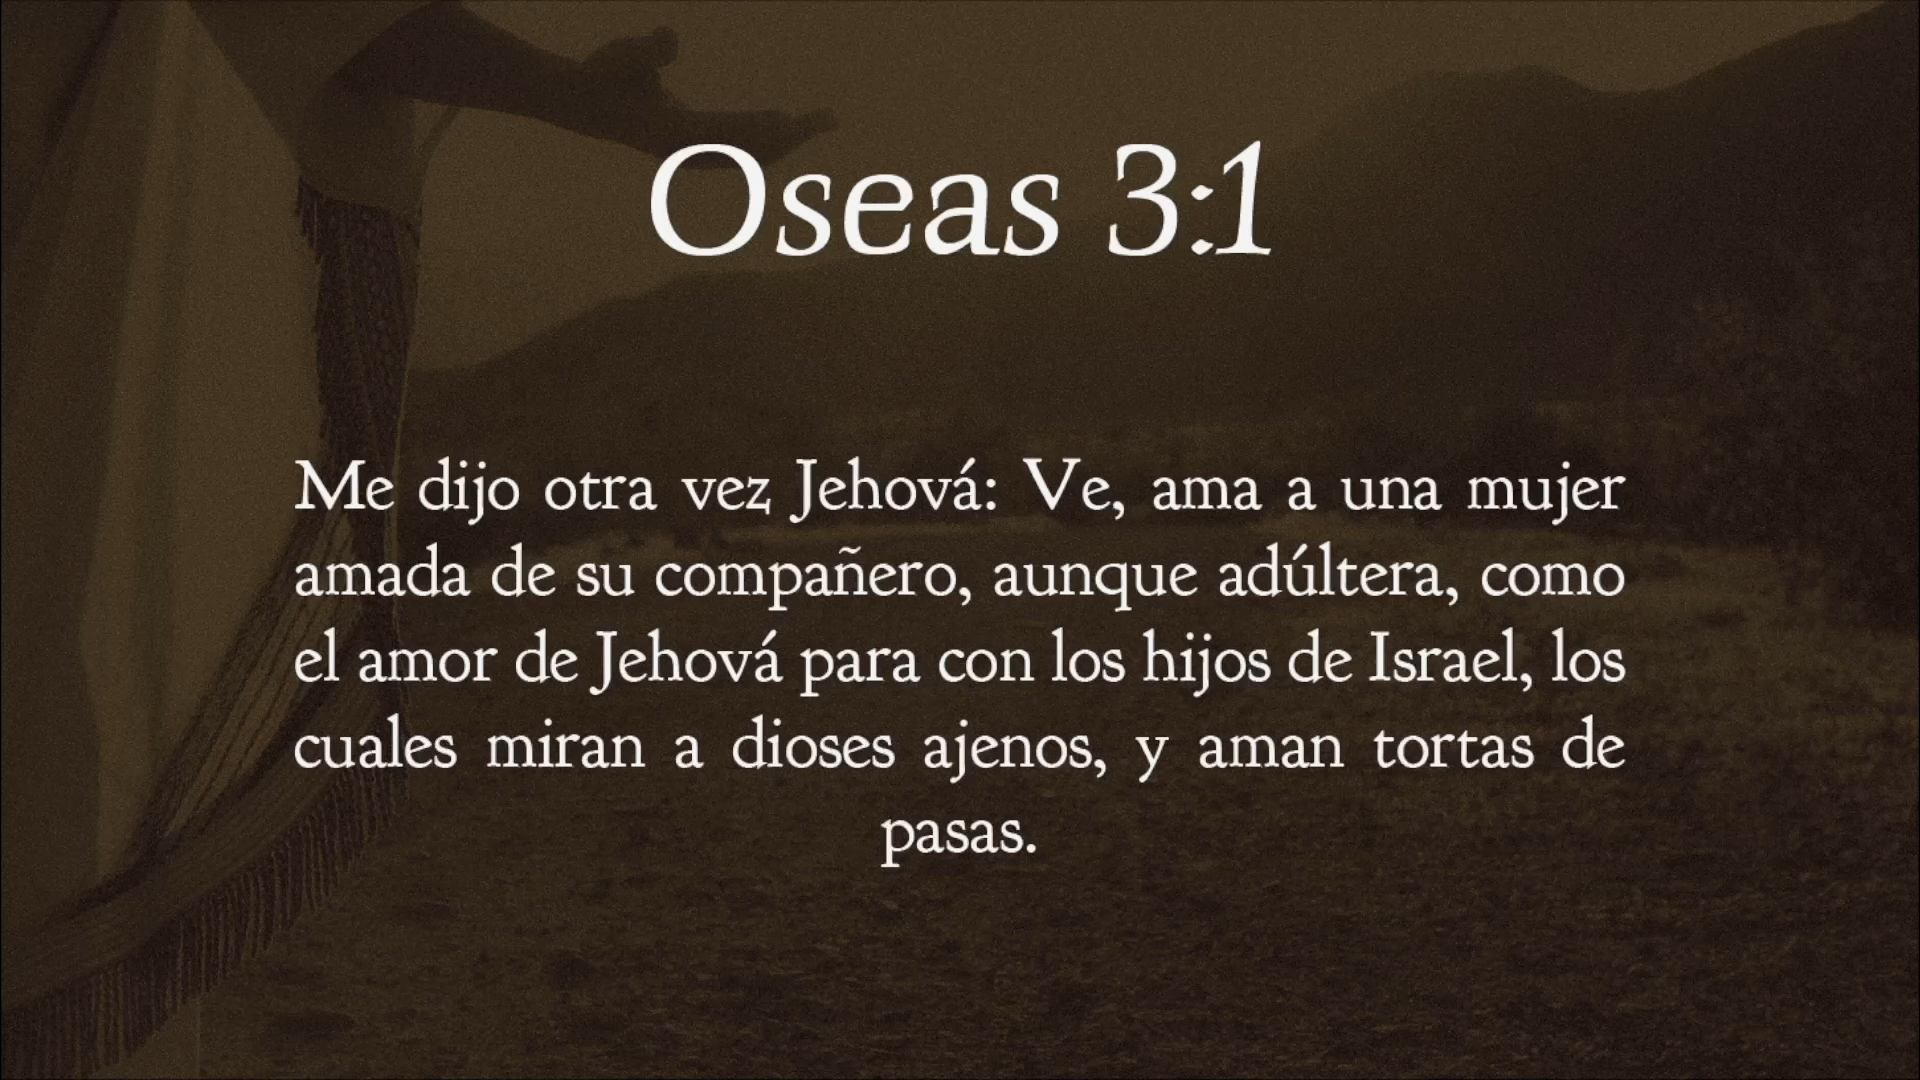 Oseas 3:1
Me dijo otra vez Jehová: Ve, ama a una mujer
amada de su compañero, aunque adúltera, como
el amor de Jehová para con los hijos de Israel, los
cuales miran a dioses ajenos, y aman tortas de
pasas.